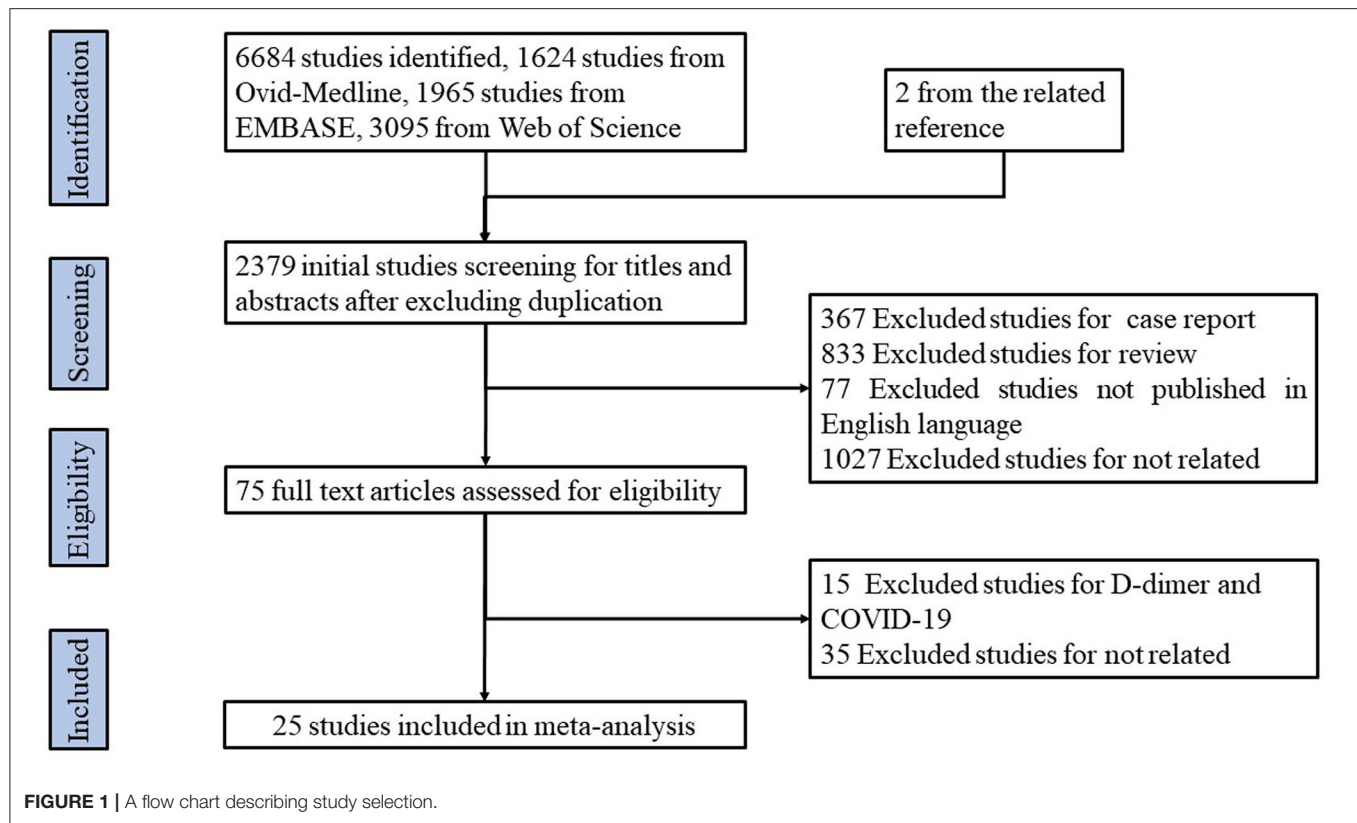 Identification
6684 studies identified, 1624 studies from
Ovid-Medline, 1965 studies from
EMBASE, 3095 from Web of Science
2 from the related
reference
Screening
2379 initial studies screening for titles and
abstracts after excluding duplication
367 Excluded studies for case report
833 Excluded studies for review
77 Excluded studies not published in
English language
1027 Excluded studies for not related
Eligibility
75 full text articles assessed for eligibility
15 Excluded studies for D-dimer and
COVID-19
35 Excluded studies for not related
Included
25 studies included in meta-analysis
FIGURE 1 | A flow chart describing study selection.